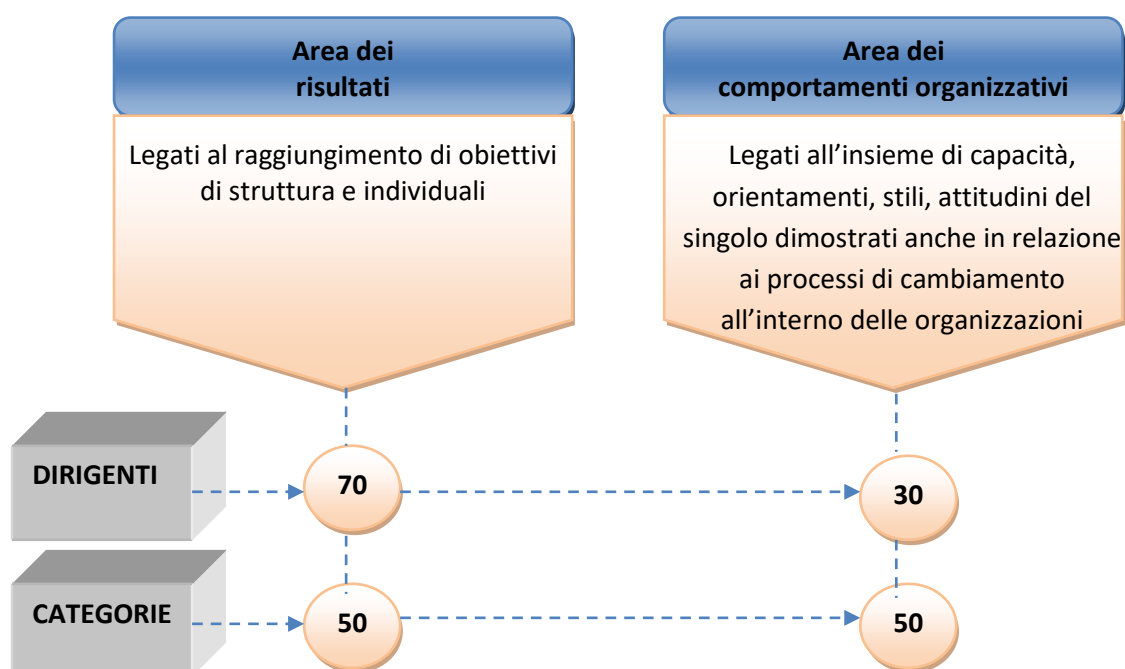 Area dei
risultati
Area dei
comportamenti organizzativi
Legati al raggiungimento di obiettivi
di struttura e individuali
Legati all’insieme di capacità,
orientamenti, stili, attitudini del
singolo dimostrati anche in relazione
ai processi di cambiamento
all’interno delle organizzazioni
DIRIGENTI
70
30
CATEGORIE
50
50